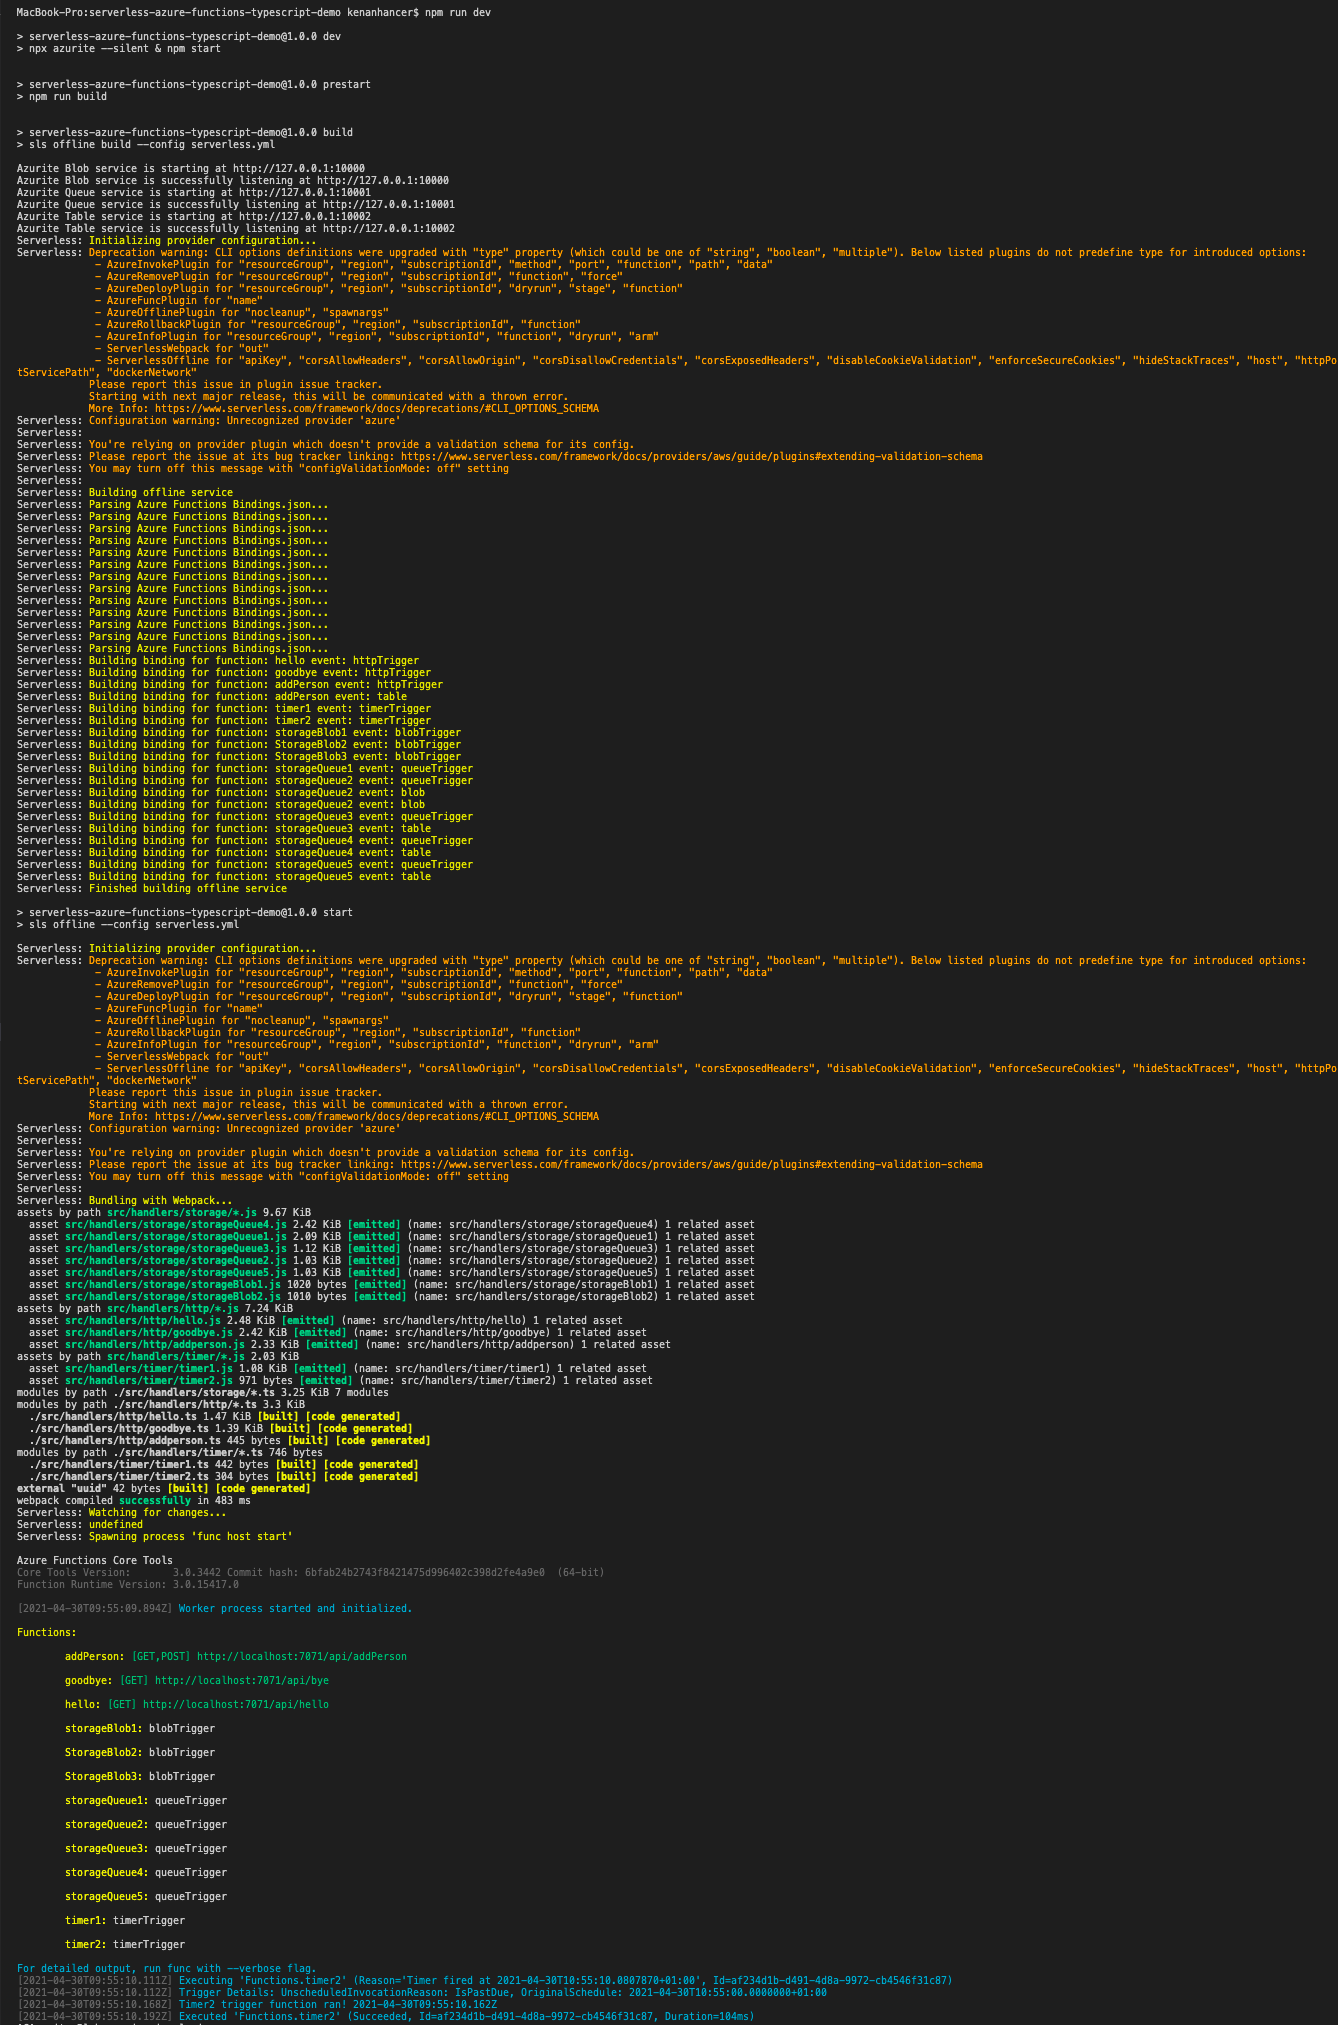 MacBook-Pro:serverless-azure-functions-typescript-demo kenanhancer$ npm run dev
> serverless-azure-functions-typescript-demo@1.0.0 dev
> npx azurite --silent & npm start
> serverless-azure-functions-typescript-demo@1.0.0 prestart
> npm run build
> serverless-azure-functions-typescript-demo@1.0.0 build
> sls offline build --config serverless.yml
Azurite Blob service is starting at http://127.0.0.1:10000
Azurite Blob service is successfully listening at http://127.0.0.1:10000
Azurite Queue service is starting at http://127.0.0.1:10001
Azurite Queue service is successfully listening at http://127.0.0.1:10001
Azurite Table service is starting at http://127.0.0.1:10002
Azurite Table service is successfully listening at http://127.0.0.1:10002
Serverless: Initializing provider configuration...
Serverless: Deprecation warning: CLI options definitions were upgraded with "type" property (which could be one of "string", "boolean", "multiple"). Below listed plugins do not predefine type for introduced options:
- AzureInvokePlugin for "resourceGroup", "region", "subscriptionId", "method", "port", "function", "path", "data"
- AzureRemovePlugin for "resourceGroup", "region", "subscriptionId", "function", "force"
- AzureDeployPlugin for "resourceGroup", "region", "subscriptionId", "dryrun", "stage", "function"
- AzureFuncPlugin for "name"
- AzureOfflinePlugin for "nocleanup", "spawnargs"
- AzureRollbackPlugin for "resourceGroup", "region", "subscriptionId", "function"
- AzureInfoPlugin for "resourceGroup", "region", "subscriptionId", "function", "dryrun", "arm"
- ServerlessWebpack for "out"
- ServerlessOffline for "apiKey", "corsAllowHeaders", "corsAllowOrigin", "corsDisallowCredentials", "corsExposedHeaders", "disableCookieValidation", "enforceSecureCookies", "hideStackTraces", "host", "httpPo
tServicePath", "dockerNetwork"
Please report this issue in plugin issue tracker.
Starting with next major release, this will be communicated with a thrown error.
More Info: https://www.serverless.com/framework/docs/deprecations/#CLI_OPTIONS_SCHEMA
Serverless: Configuration warning: Unrecognized provider 'azure'
Serverless:
Serverless: You're relying on provider plugin which doesn't provide a validation schema for its config.
Serverless: Please report the issue at its bug tracker linking: https://www.serverless.com/framework/docs/providers/aws/guide/plugins#extending-validation-schema
Serverless: You may turn off this message with "configValidationMode: off" setting
Serverless:
Serverless: Building offline service
Serverless: Parsing Azure Functions Bindings.json...
Serverless: Parsing Azure Functions Bindings.json...
Serverless: Parsing Azure Functions Bindings.json...
Serverless: Parsing Azure Functions Bindings.json...
Serverless: Parsing Azure Functions Bindings.json...
Serverless: Parsing Azure Functions Bindings.json...
Serverless: Parsing Azure Functions Bindings.json...
Serverless: Parsing Azure Functions Bindings.json...
Serverless: Parsing Azure Functions Bindings.json...
Serverless: Parsing Azure Functions Bindings.json...
Serverless: Parsing Azure Functions Bindings.json...
Serverless: Parsing Azure Functions Bindings.json...
Serverless: Parsing Azure Functions Bindings.json...
Serverless: Building binding for function: hello event: httpTrigger
Serverless: Building binding for function: goodbye event: httpTrigger
Serverless: Building binding for function: addPerson event: httpTrigger
Serverless: Building binding for function: addPerson event: table
Serverless: Building binding for function: timer1 event: timerTrigger
Serverless: Building binding for function: timer2 event: timerTrigger
Serverless: Building binding for function: storageBlob1 event: blobTrigger
Serverless: Building binding for function: StorageBlob2 event: blobTrigger
Serverless: Building binding for function: StorageBlob3 event: blobTrigger
Serverless: Building binding for function: storageQueue1 event: queueTrigger
Serverless: Building binding for function: storageQueue2 event: queueTrigger
Serverless: Building binding for function: storageQueue2 event: blob
Serverless: Building binding for function: storageQueue2 event: blob
Serverless: Building binding for function: storageQueue3 event: queueTrigger
Serverless: Building binding for function: storageQueue3 event: table
Serverless: Building binding for function: storageQueue4 event: queueTrigger
Serverless: Building binding for function: storageQueue4 event: table
Serverless: Building binding for function: storageQueue5 event: queueTrigger
Serverless: Building binding for function: storageQueue5 event: table
Serverless: Finished building offline service
> serverless-azure-functions-typescript-demo@1.0.0 start
> sls offline --config serverless.yml
Serverless: Initializing provider configuration...
Serverless: Deprecation warning: CLI options definitions were upgraded with "type" property (which could be one of "string", "boolean", "multiple"). Below listed plugins do not predefine type for introduced options:
- AzureInvokePlugin for "resourceGroup", "region", "subscriptionId", "method", "port", "function", "path", "data"
- AzureRemovePlugin for "resourceGroup", "region", "subscriptionId", "function", "force"
- AzureDeployPlugin for "resourceGroup", "region", "subscriptionId", "dryrun", "stage", "function"
- AzureFuncPlugin for "name"
- AzureOfflinePlugin for "nocleanup", "spawnargs"
- AzureRollbackPlugin for "resourceGroup", "region", "subscriptionId", "function"
- AzureInfoPlugin for "resourceGroup", "region", "subscriptionId", "function", "dryrun", "arm"
- ServerlessWebpack for "out"
- ServerlessOffline for "apiKey", "corsAllowHeaders", "corsAllowOrigin", "corsDisallowCredentials", "corsExposedHeaders", "disableCookieValidation", "enforceSecureCookies", "hideStackTraces", "host", "httpPo
tServicePath", "dockerNetwork"
Please report this issue in plugin issue tracker.
Starting with next major release, this will be communicated with a thrown error.
More Info: https://www.serverless.com/framework/docs/deprecations/#CLI_OPTIONS_SCHEMA
Serverless: Configuration warning: Unrecognized provider 'azure'
Serverless:
Serverless: You're relying on provider plugin which doesn't provide a validation schema for its config.
Serverless: Please report the issue at its bug tracker linking: https://www.serverless.com/framework/docs/providers/aws/guide/plugins#extending-validation-schema
Serverless: You may turn off this message with "configValidationMode: off" setting
Serverless:
Serverless: Bundling with Webpack...
assets by path src/handlers/storage/*.js 9.67 KiB
asset src/handlers/storage/storageQueue4.js 2.42 KiB [emitted] (name: src/handlers/storage/storageQueue4) 1 related asset
asset src/handlers/storage/storageQueue1.js 2.09 KiB [emitted] (name: src/handlers/storage/storageQueue1) 1 related asset
asset src/handlers/storage/storageQueue3.js 1.12 KiB [emitted] (name: src/handlers/storage/storageQueue3) 1 related asset
asset src/handlers/storage/storageQueue2.js 1.03 KiB [emitted] (name: src/handlers/storage/storageQueue2) 1 related asset
asset src/handlers/storage/storageQueue5.js 1.03 KiB [emitted] (name: src/handlers/storage/storageQueue5) 1 related asset
asset src/handlers/storage/storageBlob1.js 1020 bytes [emitted] (name: src/handlers/storage/storageBlob1) 1 related asset
asset src/handlers/storage/storageBlob2.js 1010 bytes [emitted] (name: src/handlers/storage/storageBlob2) 1 related asset
assets by path src/handlers/http/*.js 7.24 KiB
asset src/handlers/http/hello.js 2.48 KiB [emitted] (name: src/handlers/http/hello) 1 related asset
asset src/handlers/http/goodbye.js 2.42 KiB [emitted] (name: src/handlers/http/goodbye) 1 related asset
asset src/handlers/http/addperson.js 2.33 KiB [emitted] (name: src/handlers/http/addperson) 1 related asset
assets by path src/handlers/timer/*.js 2.03 KiB
asset src/handlers/timer/timer1.js 1.08 KiB [emitted] (name: src/handlers/timer/timer1) 1 related asset
asset src/handlers/timer/timer2.js 971 bytes [emitted] (name: src/handlers/timer/timer2) 1 related asset
modules by path ./src/handlers/storage/*.ts 3.25 KiB 7 modules
modules by path ./src/handlers/http/*.ts 3.3 KiB
./src/handlers/http/hello.ts 1.47 KiB [built] [code generated]
./src/handlers/http/goodbye.ts 1.39 KiB [built] [code generated]
./src/handlers/http/addperson.ts 445 bytes [built] [code generated]
modules by path ./src/handlers/timer/*.ts 746 bytes
./src/handlers/timer/timer1.ts 442 bytes [built] [code generated]
./src/handlers/timer/timer2.ts 304 bytes [built] [code generated]
external "uuid" 42 bytes [built] [code generated]
webpack compiled successfully in 483 ms
Serverless: Watching for changes...
Serverless: undefined
Serverless: Spawning process 'func host start'
Azure Functions Core Tools
Core Tools Version: 3.0.3442 Commit hash: 6bfab24b2743f8421475d996402c398d2fe4a9e0 (64-bit)
Function Runtime Version: 3.0.15417.0
[2021-04-30T09:55:09.894Z] Worker process started and initialized.
Functions:
addPerson: [GET,POST] http://localhost:7071/api/addPerson
goodbye: [GET] http://localhost:7071/api/bye
hello: [GET] http://localhost:7071/api/hello
storageBlob1: blobTrigger
StorageBlob2: blobTrigger
StorageBlob3: blobTrigger
storageQueue1: queueTrigger
storageQueue2: queueTrigger
storageQueue3: queueTrigger
storageQueue4: queueTrigger
storageQueue5: queueTrigger
timer1: timerTrigger
timer2: timerTrigger
For detailed output, run func with --verbose flag.
[2021-04-30T09:55:10.111Z] Executing 'Functions.timer2' (Reason='Timer fired at 2021-04-30T10:55:10.0807870+01:00', Id=af234d1b-d491-4d8a-9972-cb4546f31c87)
[2021-04-30T09:55:10.112Z] Trigger Details: UnscheduledInvocationReason: IsPastDue, OriginalSchedule: 2021-04-30T10:55:00.0000000+01:00
[2021-04-30T09:55:10.168Z] Timer2 trigger function ran! 2021-04-30T09:55:10.162Z
[2021-04-30T09:55:10.192Z] Executed 'Functions.timer2' (Succeeded, Id=af234d1b-d491-4d8a-9972-cb4546f31c87, Duration=104ms)